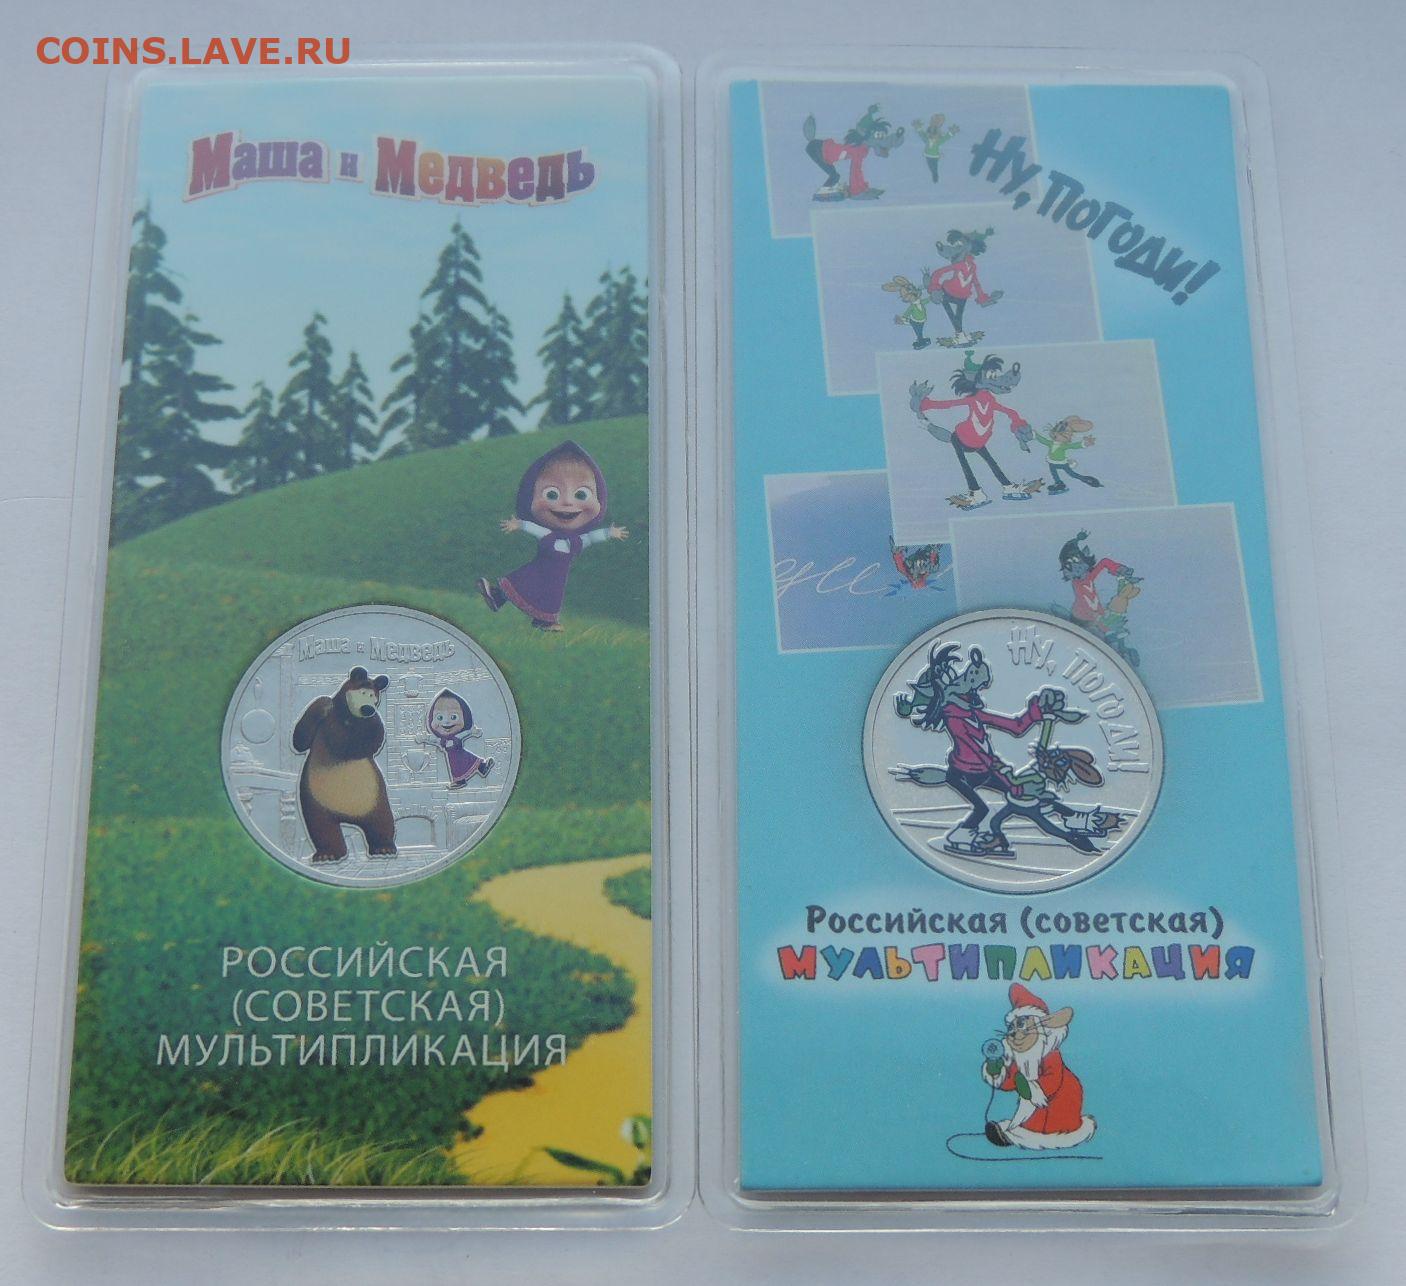 COINS.LAVE.RU
Маша и Медведь
Маша и Медведь
РОССИЙСКАЯ
(СОВЕТСКАЯ)
МУЛЬТИПЛИКАЦИЯ
Ну, погоди!
Ну, погоди!
Российская (советская)
МУЛЬТИПЛИКАЦИЯ